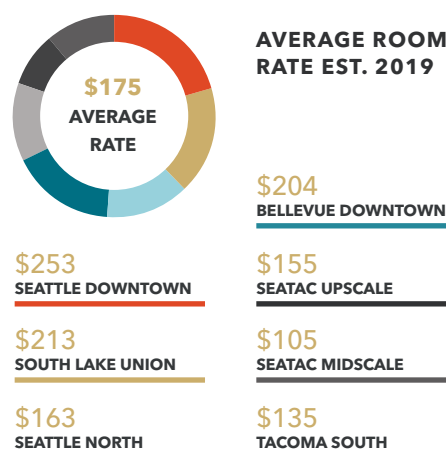 AVERAGE ROOM
RATE EST. 2019
$175
AVERAGE
RATE
$204
BELLEVUE DOWNTOWN
$253
SEATTLE DOWNTOWN
$155
SEATAC UPSCALE
$213
SOUTH LAKE UNION
$105
SEATAC MIDSCALE
$163
SEATTLE NORTH
$135
TACOMA SOUTH